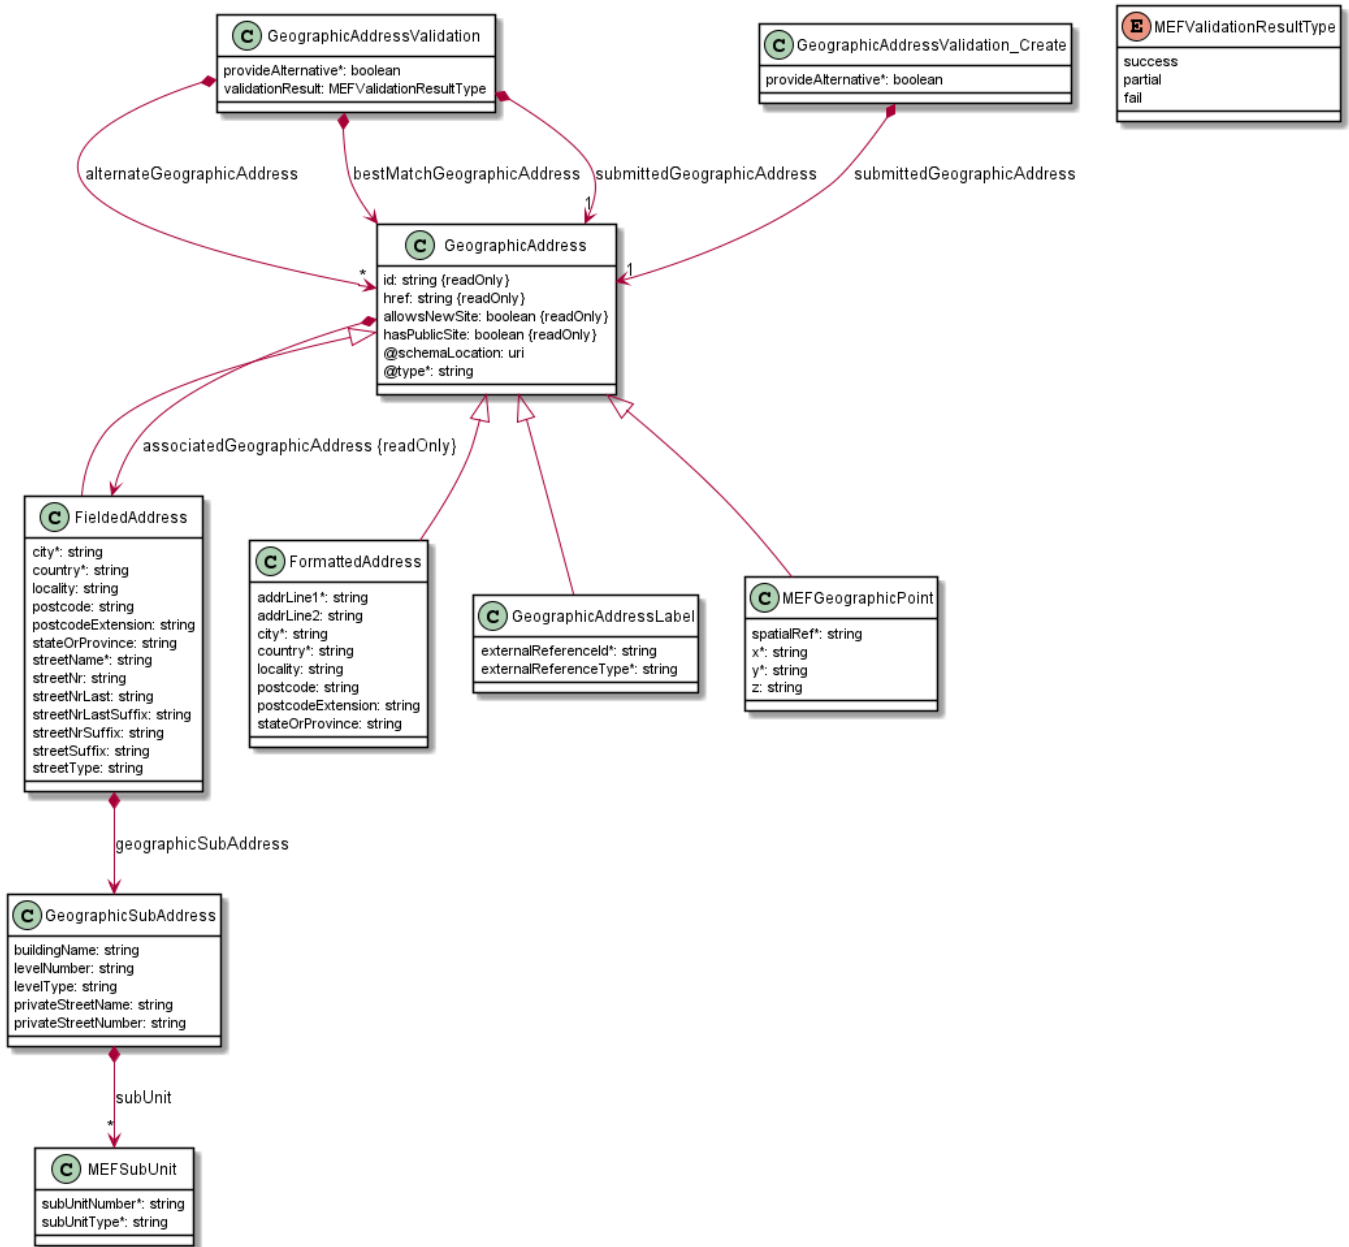 C GeographicAddressValidation
provideAlternative*: boolean
validationResult: MEFValidationResultType
C GeographicAddressValidation_Create
provideAlternative*: boolean
E MEFValidationResultType
success
partial
fail
alternateGeographicAddress
bestMatchGeographicAddress
submittedGeographicAddress
submittedGeographicAddress
1
*
1
C GeographicAddress
id: string {readOnly}
href: string {readOnly}
allowsNewSite: boolean {readOnly}
hasPublicSite: boolean {readOnly}
@schemaLocation: uri
@type*: string
associatedGeographicAddress {readOnly}
C FieldedAddress
city*: string
country*: string
locality: string
postcode: string
postcodeExtension: string
stateOrProvince: string
streetName*: string
streetNr: string
streetNrLast: string
streetNrLastSuffix: string
streetNrSuffix: string
streetSuffix: string
streetType: string
C FormattedAddress
addrLine1*: string
addrLine2: string
city*: string
country*: string
locality: string
postcode: string
postcodeExtension: string
stateOrProvince: string
C GeographicAddressLabel
externalReferenceId*: string
externalReferenceType*: string
C MEFGeographicPoint
spatialRef*: string
x*: string
y*: string
z: string
geographicSubAddress
C GeographicSubAddress
buildingName: string
levelNumber: string
levelType: string
privateStreetName: string
privateStreetNumber: string
subUnit
*
C MEFSubUnit
subUnitNumber*: string
subUnitType*: string